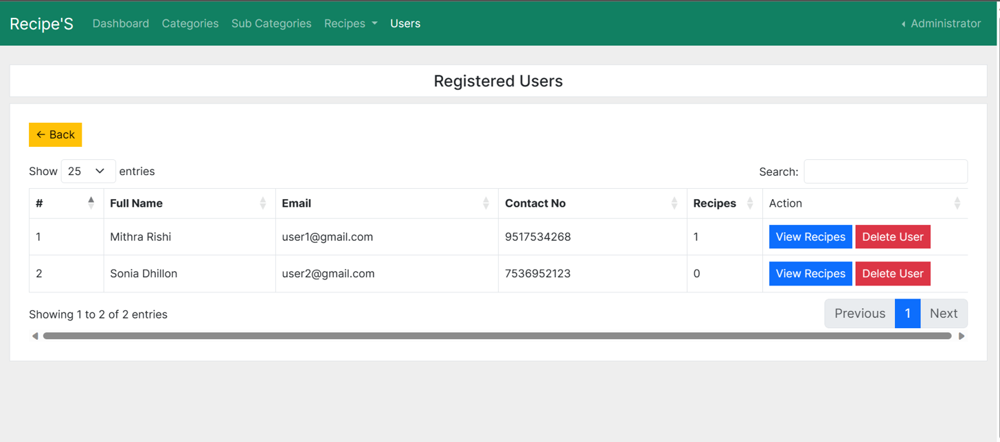 Recipe'S Dashboard Categories Sub Categories Recipes Users Administrator
Registered Users
← Back
Show 25 entries Search:
# Full Name Email Contact No Recipes Action
1 Mithra Rishi user1@gmail.com 9517534268 1 View Recipes Delete User
2 Sonia Dhillon user2@gmail.com 7536952123 0 View Recipes Delete User
Showing 1 to 2 of 2 entries Previous 1 Next